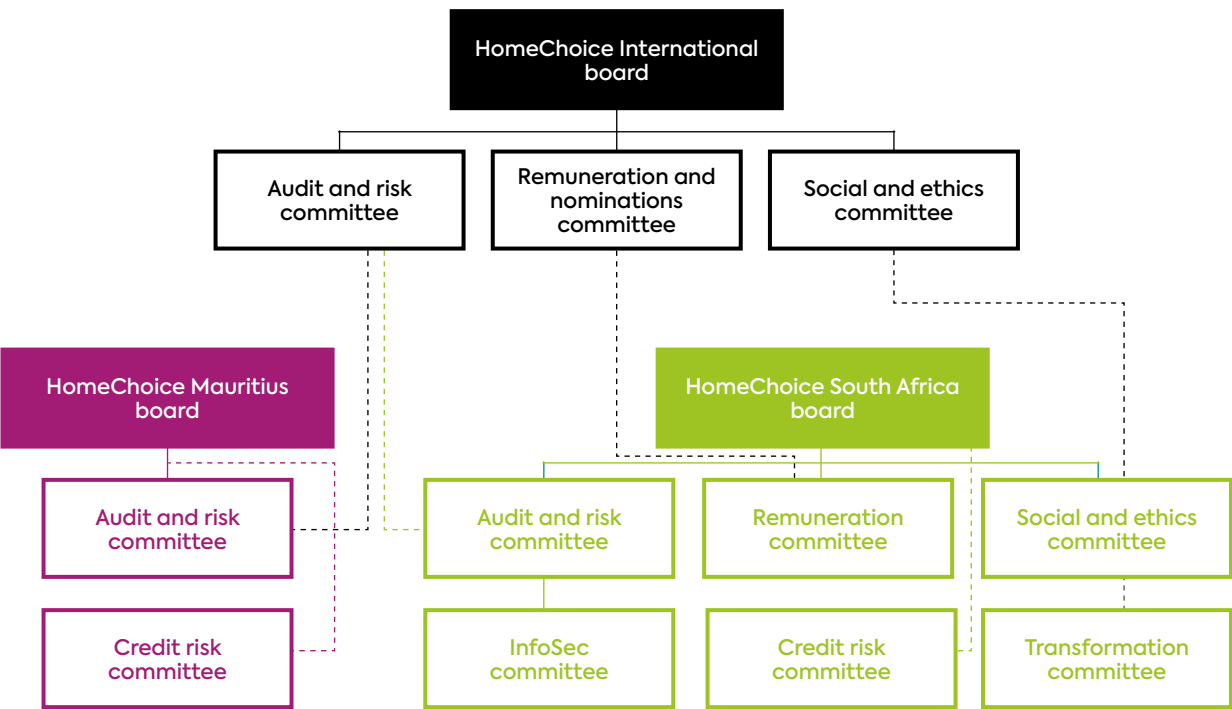 HomeChoice International
board
Audit and risk
committee
Remuneration and
nominations
committee
Social and ethics
committee
HomeChoice Mauritius
board
HomeChoice South Africa
board
Audit and risk
committee
Audit and risk
committee
Remuneration
committee
Social and ethics
committee
Credit risk
committee
InfoSec
committee
Credit risk
committee
Transformation
committee